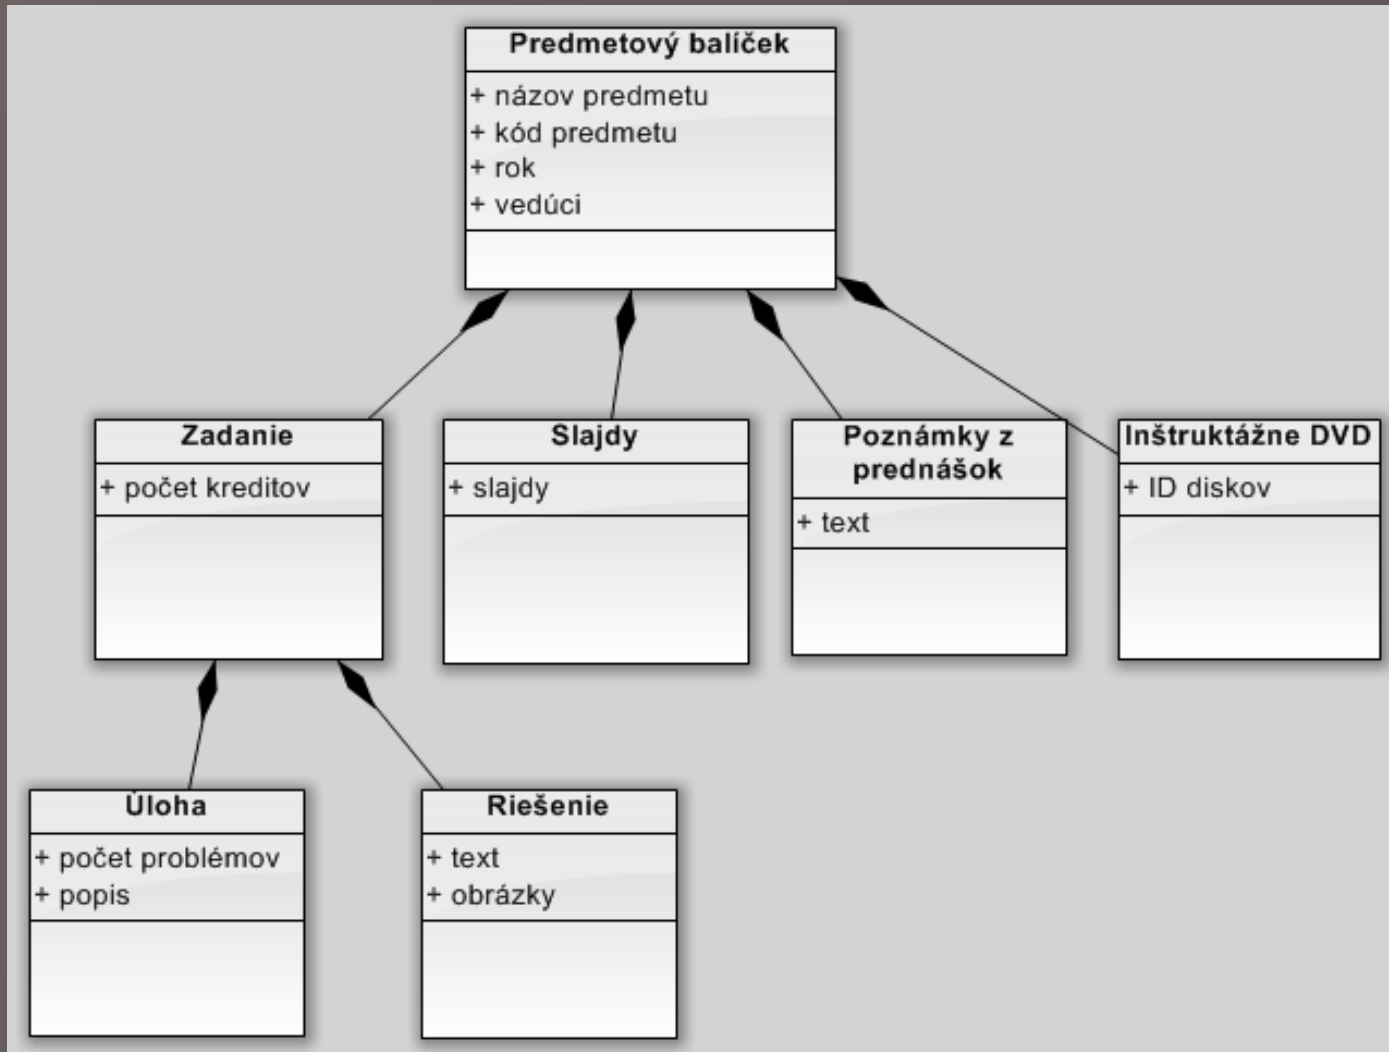 Predmetový balíček
+ názov predmetu
+ kód predmetu
+ rok
+ vedúci
Zadanie
+ počet kreditov
Slajdy
+ slajdy
Poznámky z
prednášok
+ text
Inštruktážne DVD
+ ID diskov
Úloha
+ počet problémov
+ popis
Riešenie
+ text
+ obrázky